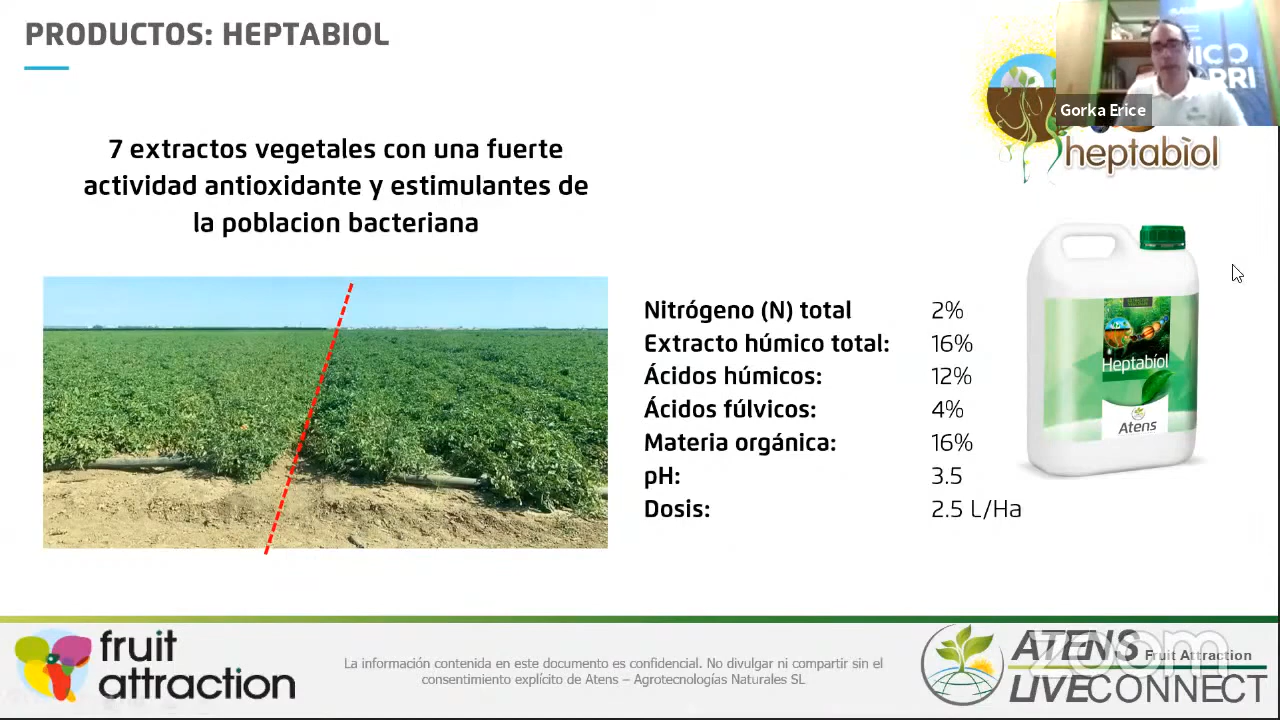 PRODUCTOS: HEPTABIOL
NICO
ARRI
Gorka Erice
heptabiol
7 extractos vegetales con una fuerte
actividad antioxidante y estimulantes de
la poblacion bacteriana
Nitrógeno (N) total 2%
Extracto húmico total: 16%
Ácidos húmicos: 12%
Ácidos fúlvicos: 4%
Materia orgánica: 16%
pH: 3.5
Dosis: 2.5 L/Ha
Heptabiol
Atens
fruit
attraction
La información contenida en este documento es confidencial. No divulgar ni compartir sin el
consentimiento explícito de Atens – Agrotecnologías Naturales SL
ATENS Fruit Attraction
LIVECONNECT
zoom